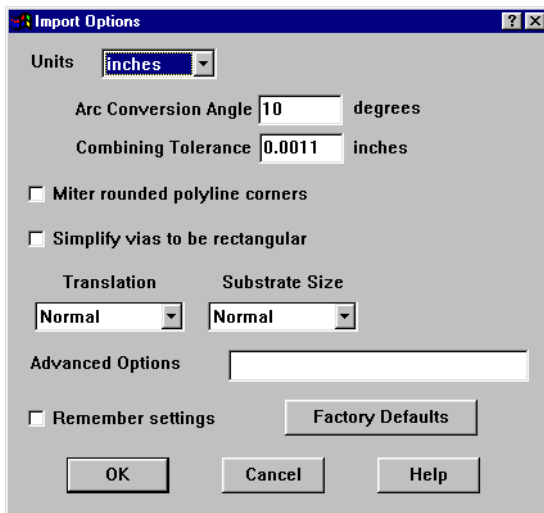 Import Options
Units inches
Arc Conversion Angle 10 degrees
Combining Tolerance 0.0011 inches
Miter rounded polyline corners
Simplify vias to be rectangular
Translation Substrate Size
Normal Normal
Advanced Options
Remember settings Factory Defaults
OK Cancel Help